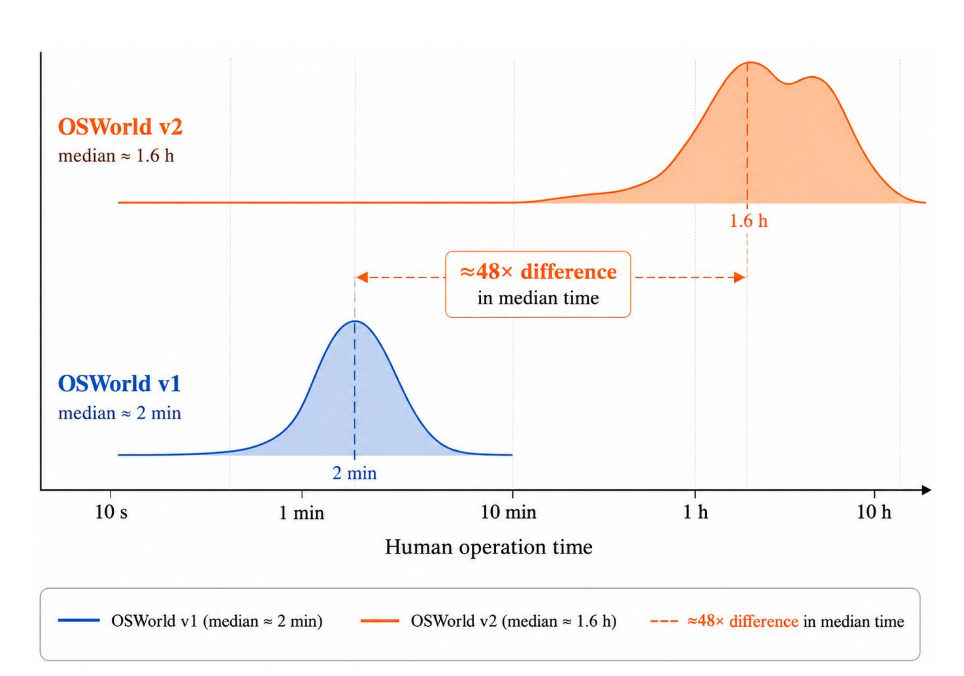 OSWorld v2
median ≈ 1.6 h
1.6 h
≈48× difference
in median time
OSWorld v1
median ≈ 2 min
2 min
10 s 1 min 10 min 1 h 10 h
Human operation time
OSWorld v1 (median ≈ 2 min) OSWorld v2 (median ≈ 1.6 h) ≈48× difference in median time